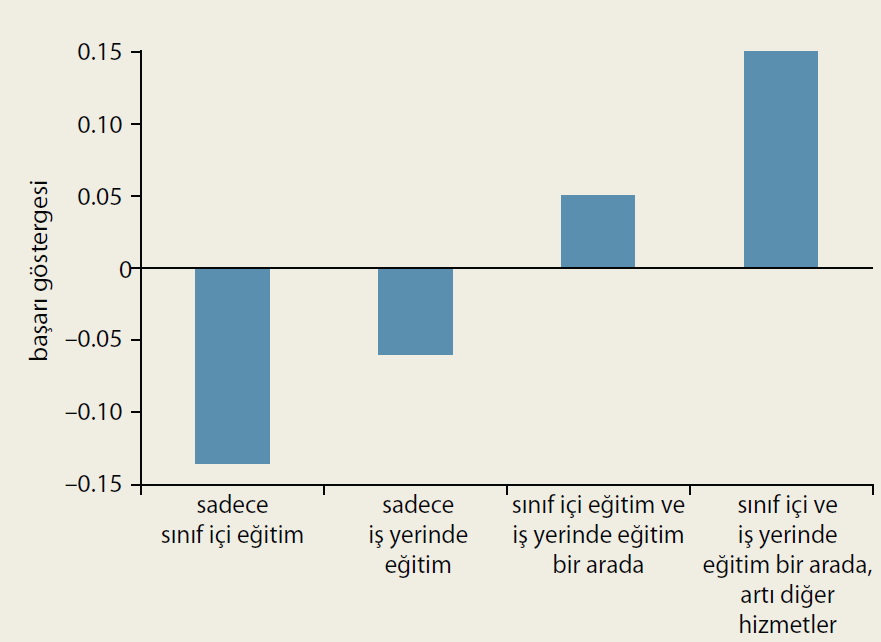 başarı göstergesi
0.15
0.10
0.05
0
–0.05
–0.10
–0.15
sadece
sınıf içi eğitim
sadece
iş yerinde
eğitim
sınıf içi eğitim ve
iş yerinde eğitim
bir arada
sınıf içi ve
iş yerinde
eğitim bir arada,
artı diğer
hizmetler